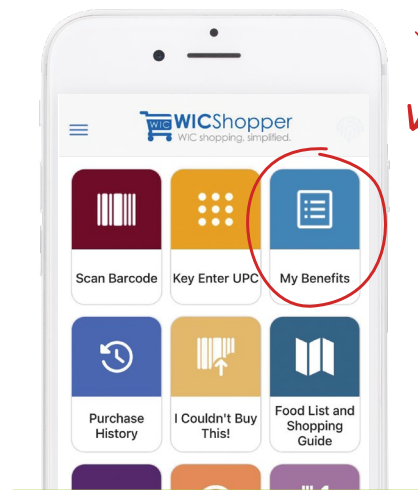 WIC
WICShopper
WIC shopping, simplified.
Scan Barcode
Key Enter UPC
My Benefits
Purchase
History
I Couldn't Buy
This!
Food List and
Shopping
Guide